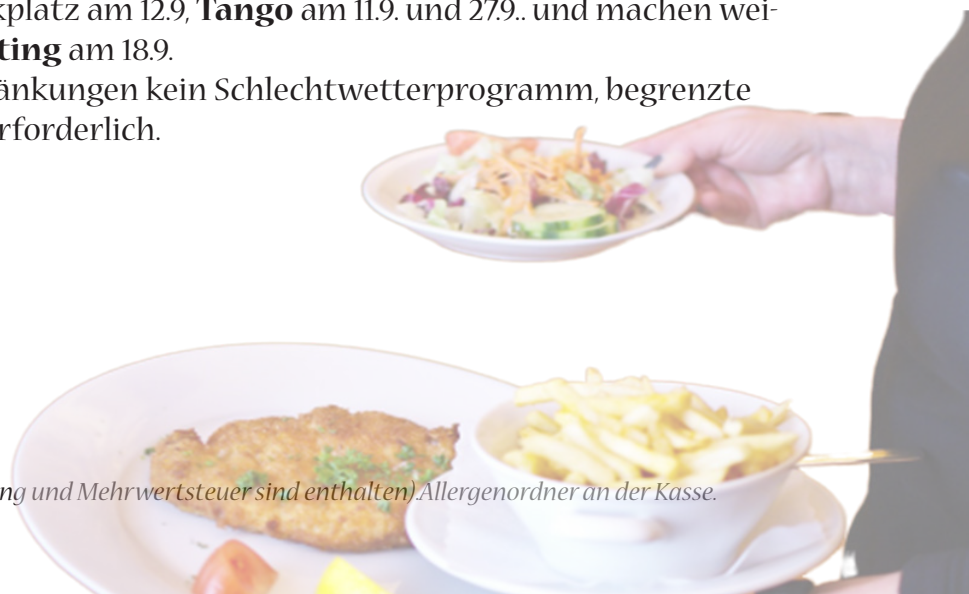 kplatz am 12.9, Tango am 11.9. und 27.9.. und machen wei-
ting am 18.9.
änkungen kein Schlechtwetterprogramm, begrenzte
rforderlich.
ng und Mehrwertsteuer sind enthalten) Allergenordner an der Kasse.